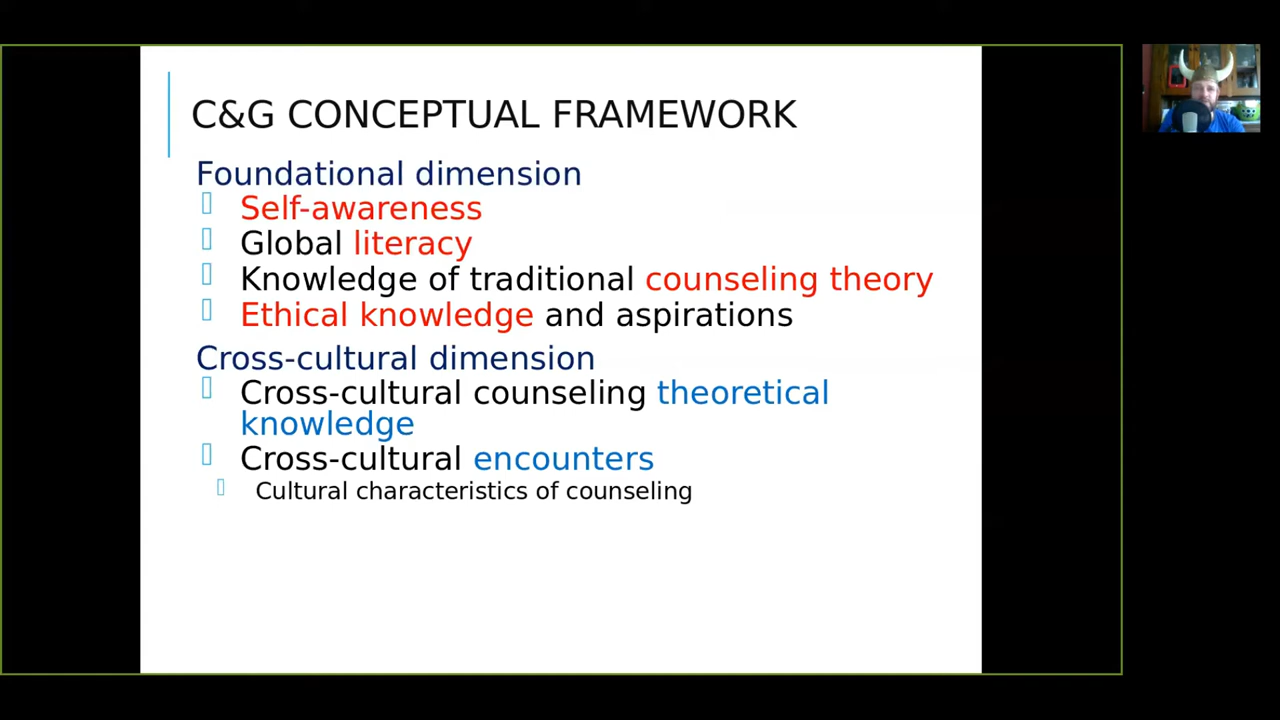 C&G CONCEPTUAL FRAMEWORK
Foundational dimension
Self-awareness
Global literacy
Knowledge of traditional counseling theory
Ethical knowledge and aspirations
Cross-cultural dimension
Cross-cultural counseling theoretical
knowledge
Cross-cultural encounters
Cultural characteristics of counseling